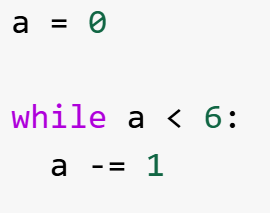 a = 0

while a < 6:
  a -= 1